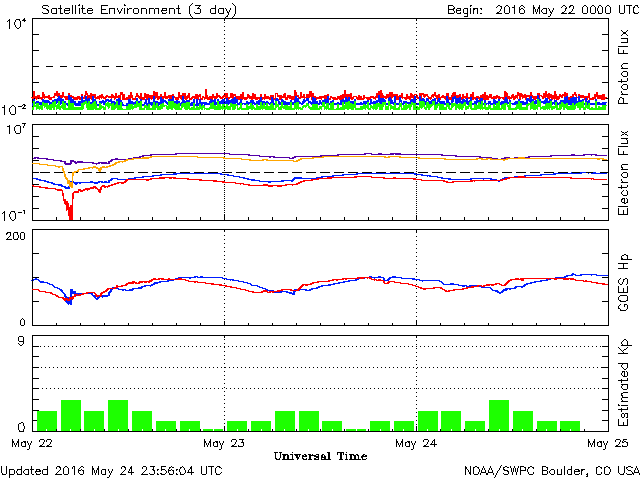 Satellite Environment (3 day) Begin: 2016 May 22 0000 UTC
10⁴
10⁻²
Proton Flux
10⁷
10⁻¹
Electron Flux
200
0
GOES Hp
9
0
Estimated Kp
May 22 May 23 May 24 May 25
Universal Time
Updated 2016 May 24 23:56:04 UTC NOAA/SWPC Boulder, CO USA